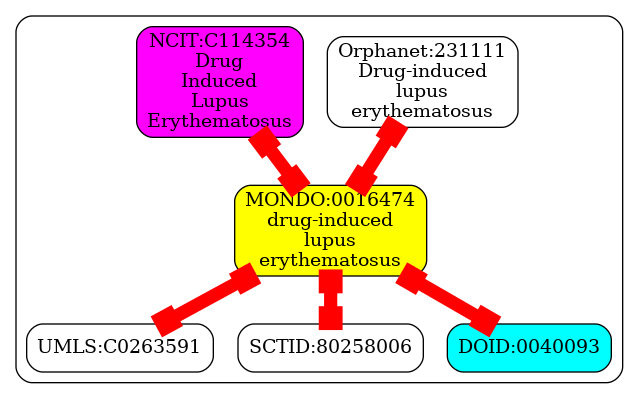 NCIT:C114354
Drug
Induced
Lupus
Erythematosus
Orphanet:231111
Drug-induced
lupus
erythematosus
MONDO:0016474
drug-induced
lupus
erythematosus
UMLS:C0263591
SCTID:80258006
DOID:0040093